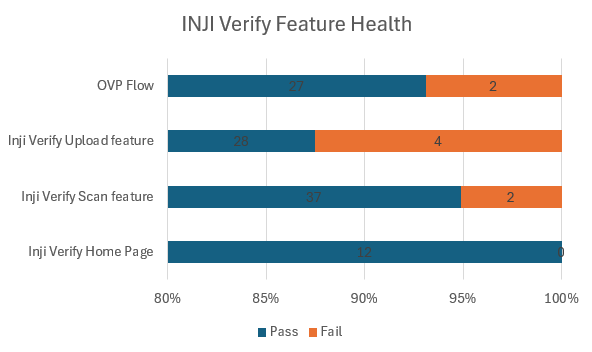 INJI Verify Feature Health
OVP Flow
27
2
Inji Verify Upload feature
28
4
Inji Verify Scan feature
37
2
Inji Verify Home Page
12
0
80%
85%
90%
95%
100%
Pass
Fail